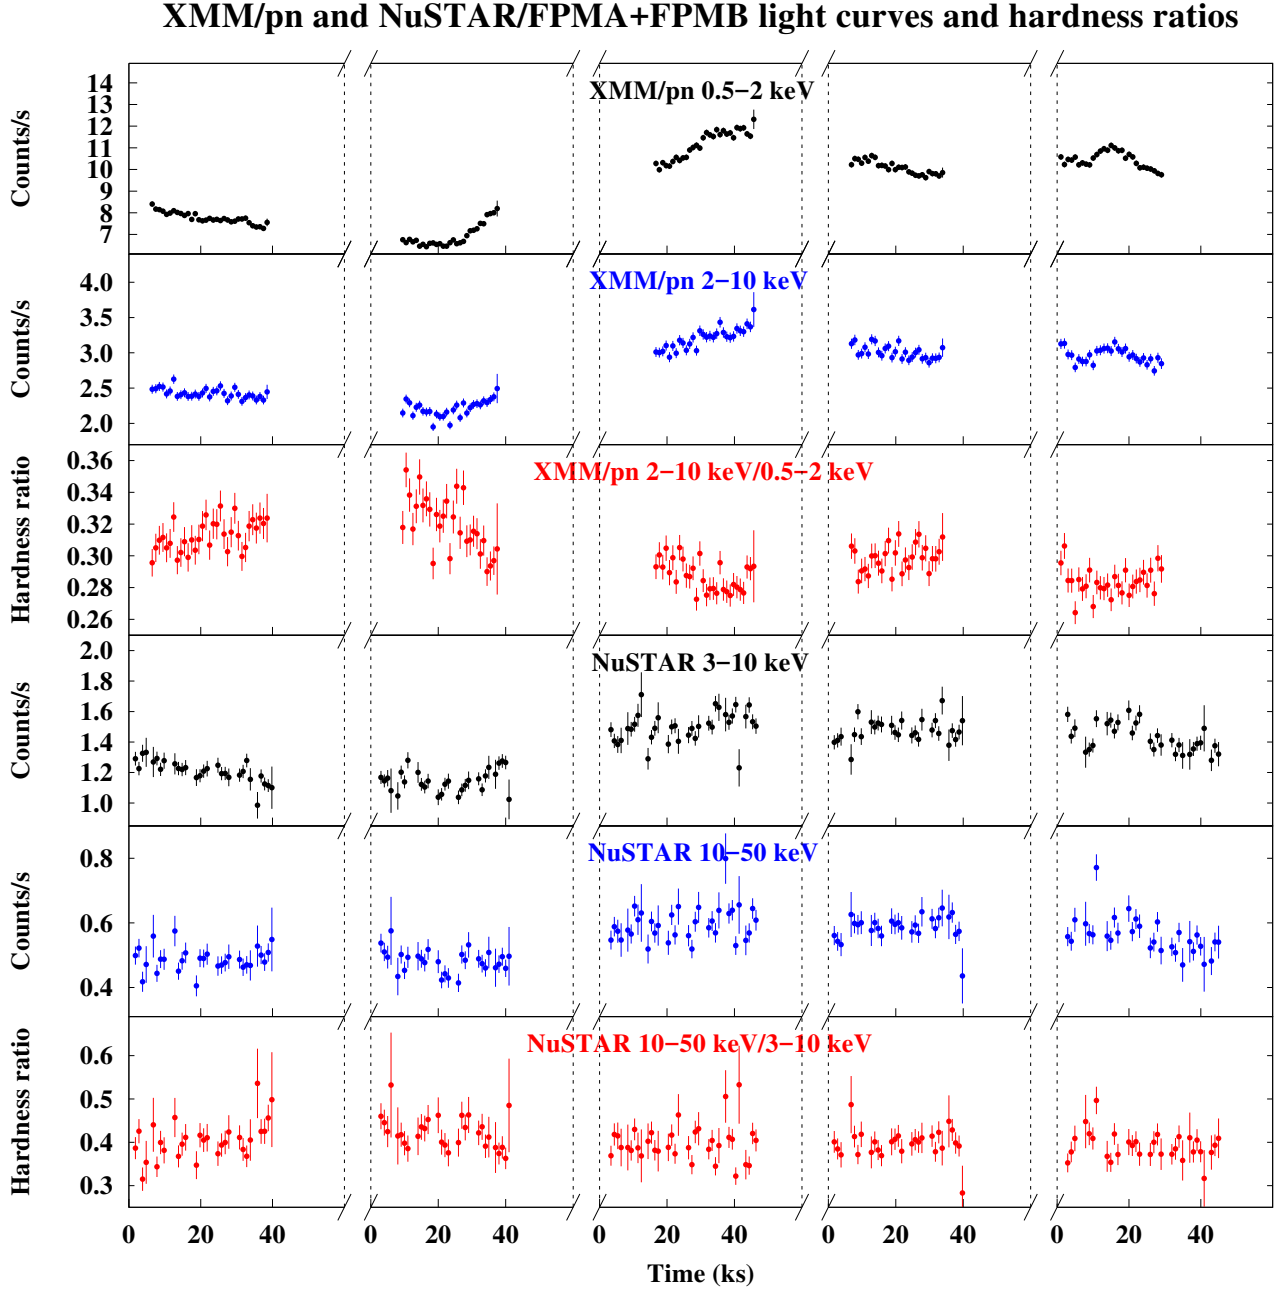 XMM/pn and NuSTAR/FPMA+FPMB light curves and hardness ratios
Counts/s
14
13
12
11
10
9
8
7
XMM/pn 0.5−2 keV
Counts/s
4.0
3.5
3.0
2.5
2.0
XMM/pn 2−10 keV
Hardness ratio
0.36
0.34
0.32
0.30
0.28
0.26
XMM/pn 2−10 keV/0.5−2 keV
Counts/s
2.0
1.8
1.6
1.4
1.2
1.0
NuSTAR 3−10 keV
Counts/s
0.8
0.6
0.4
NuSTAR 10−50 keV
Hardness ratio
0.6
0.5
0.4
0.3
NuSTAR 10−50 keV/3−10 keV
0 20 40 0 20 40 0 20 40 0 20 40 0 20 40
Time (ks)